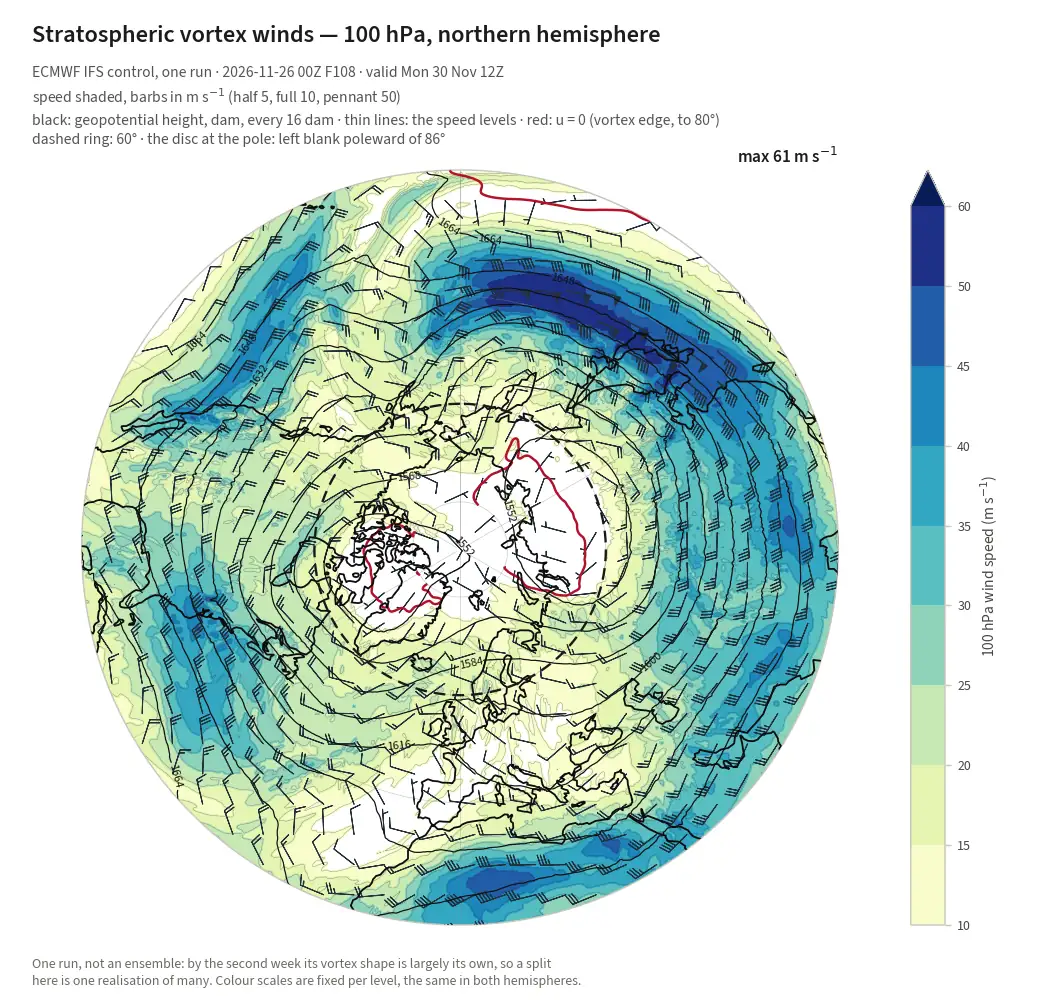 Stratospheric vortex winds — 100 hPa, northern hemisphere
ECMWF IFS control, one run · 2026-11-26 00Z F108 · valid Mon 30 Nov 12Z
speed shaded, barbs in m s⁻¹ (half 5, full 10, pennant 50)
black: geopotential height, dam, every 16 dam · thin lines: the speed levels · red: u = 0 (vortex edge, to 80°)
dashed ring: 60° · the disc at the pole: left blank poleward of 86°
max 61 m s⁻¹
1664
1664
1648
1664
1648
1632
1568
1552
1552
1584
1600
1616
1664
60
50
45
40
35
30
25
20
15
10
100 hPa wind speed (m s⁻¹)
One run, not an ensemble: by the second week its vortex shape is largely its own, so a split
here is one realisation of many. Colour scales are fixed per level, the same in both hemispheres.